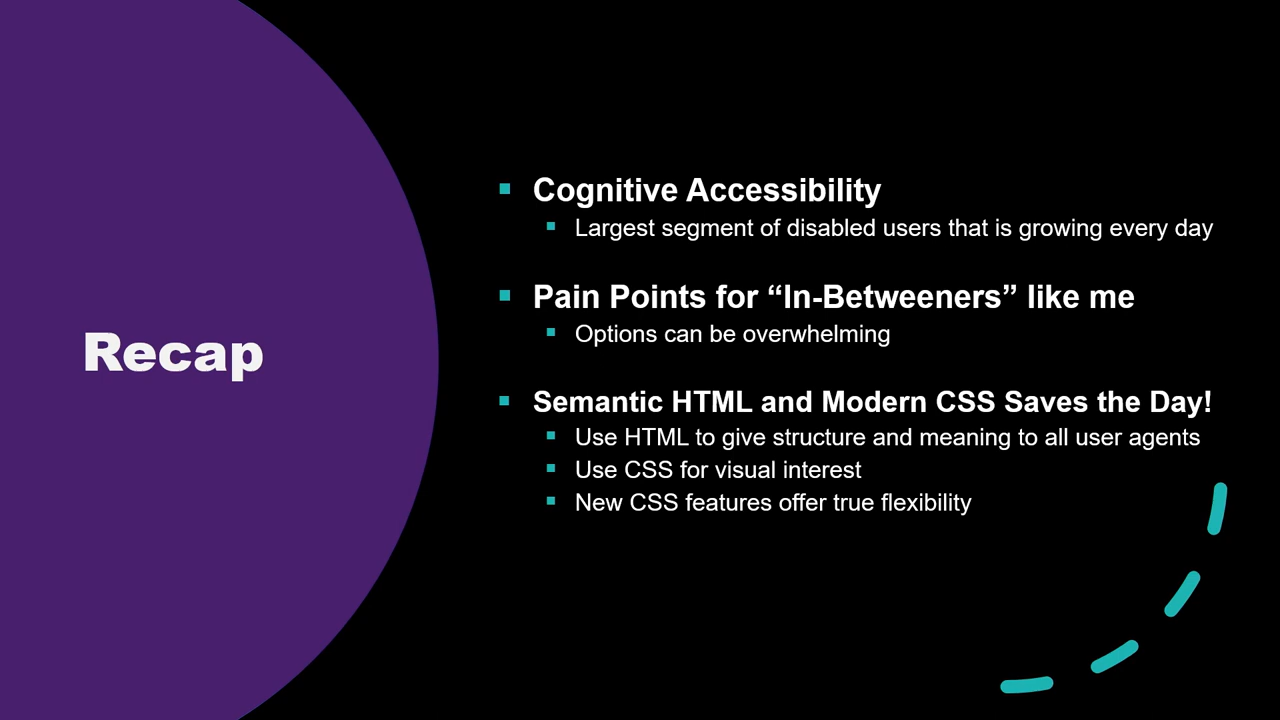 Recap
Cognitive Accessibility
Largest segment of disabled users that is growing every day
Pain Points for “In-Betweeners” like me
Options can be overwhelming
Semantic HTML and Modern CSS Saves the Day!
Use HTML to give structure and meaning to all user agents
Use CSS for visual interest
New CSS features offer true flexibility